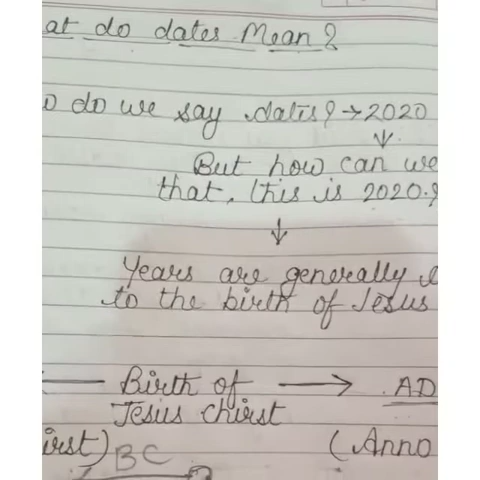 at do dates Mean ?
o do we say dates? → 2020
↓
But how can we
that, this is 2020.?
↓
Years are generally
to the birth of Jesus
— Birth of → AD
Jesus chirst
irst) (Anno
BC